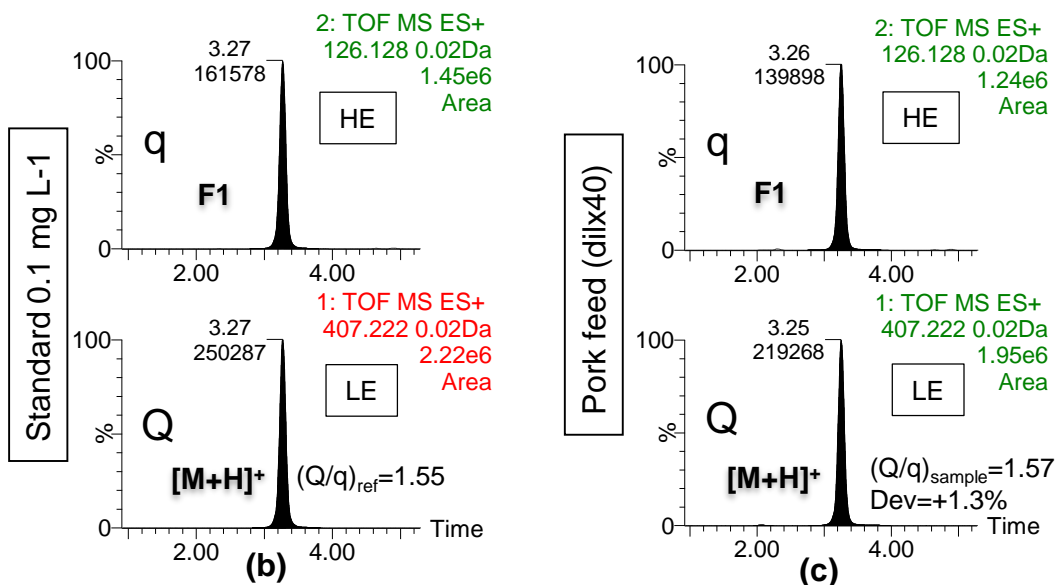 Standard 0.1 mg L-1
2: TOF MS ES+
126.128 0.02Da
1.45e6
Area
3.27
161578
100
%
0
HE
q
F1
2.00 4.00
1: TOF MS ES+
407.222 0.02Da
2.22e6
Area
3.27
250287
100
%
0
LE
Q
[M+H]+
(Q/q)ref=1.55
Time
2.00 4.00
(b)
Pork feed (dilx40)
2: TOF MS ES+
126.128 0.02Da
1.24e6
Area
3.26
139898
100
%
0
HE
q
F1
2.00 4.00
1: TOF MS ES+
407.222 0.02Da
1.95e6
Area
3.25
219268
100
%
0
LE
Q
[M+H]+
(Q/q)sample=1.57
Dev=+1.3%
Time
2.00 4.00
(c)